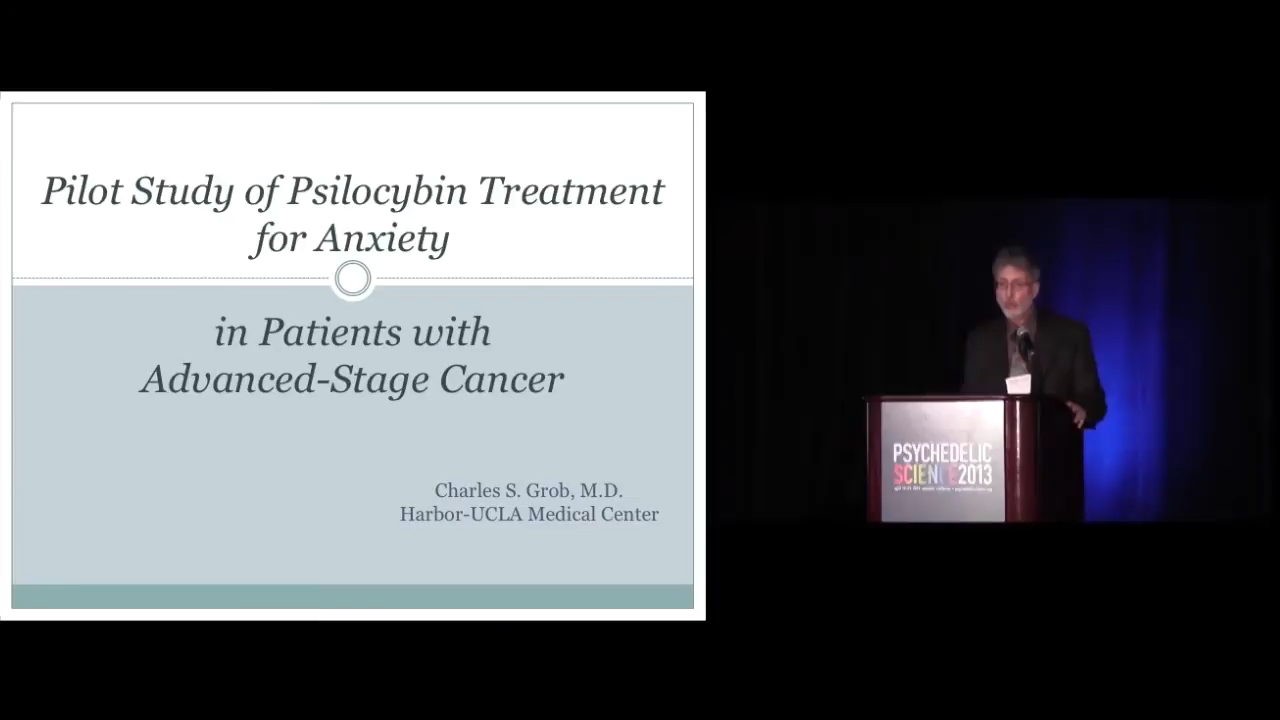 Pilot Study of Psilocybin Treatment
for Anxiety
in Patients with
Advanced-Stage Cancer
Charles S. Grob, M.D.
Harbor-UCLA Medical Center
PSYCHEDELIC
SCIENCE2013